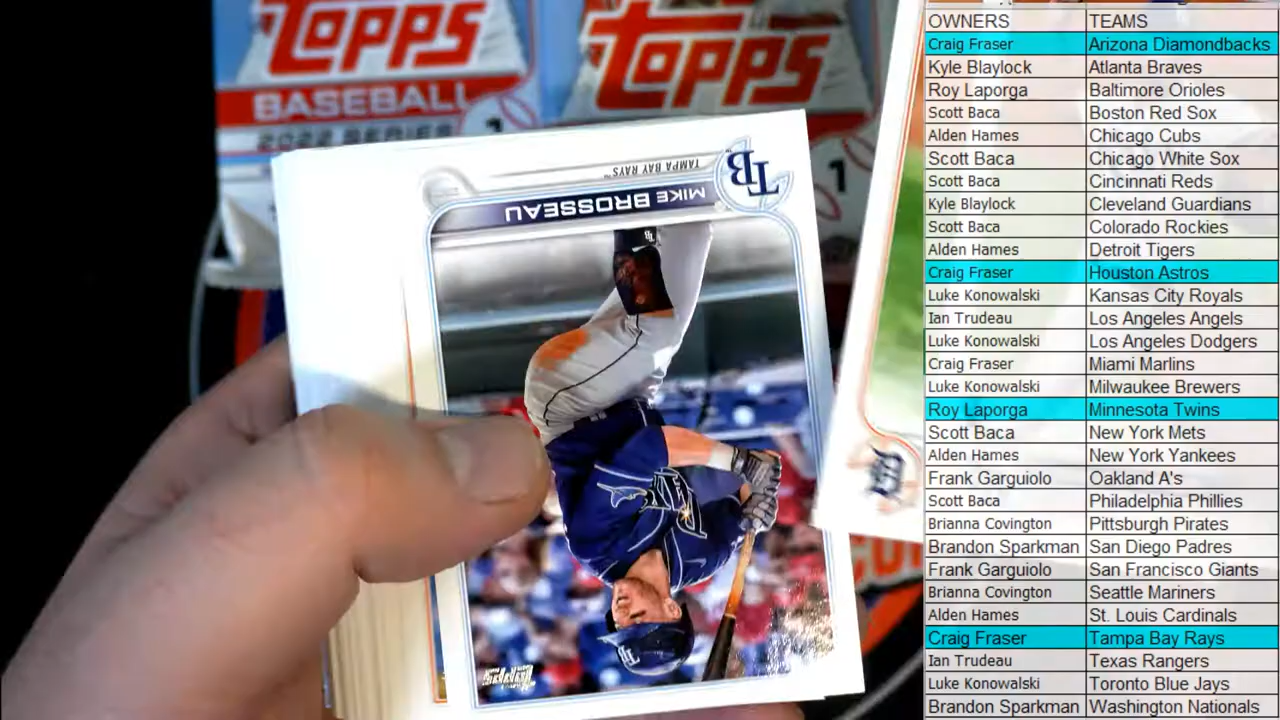 TOPPS
BASEBALL
2022 SERIES
1
TOPPS
1
TB
TAMPA BAY RAYS™
MIKE BROSSEAU
TB
RAYS
TB
Topps
D
OWNERS TEAMS
Craig Fraser Arizona Diamondbacks
Kyle Blaylock Atlanta Braves
Roy Laporga Baltimore Orioles
Scott Baca Boston Red Sox
Alden Hames Chicago Cubs
Scott Baca Chicago White Sox
Scott Baca Cincinnati Reds
Kyle Blaylock Cleveland Guardians
Scott Baca Colorado Rockies
Alden Hames Detroit Tigers
Craig Fraser Houston Astros
Luke Konowalski Kansas City Royals
Ian Trudeau Los Angeles Angels
Luke Konowalski Los Angeles Dodgers
Craig Fraser Miami Marlins
Luke Konowalski Milwaukee Brewers
Roy Laporga Minnesota Twins
Scott Baca New York Mets
Alden Hames New York Yankees
Frank Garguiolo Oakland A's
Scott Baca Philadelphia Phillies
Brianna Covington Pittsburgh Pirates
Brandon Sparkman San Diego Padres
Frank Garguiolo San Francisco Giants
Brianna Covington Seattle Mariners
Alden Hames St. Louis Cardinals
Craig Fraser Tampa Bay Rays
Ian Trudeau Texas Rangers
Luke Konowalski Toronto Blue Jays
Brandon Sparkman Washington Nationals